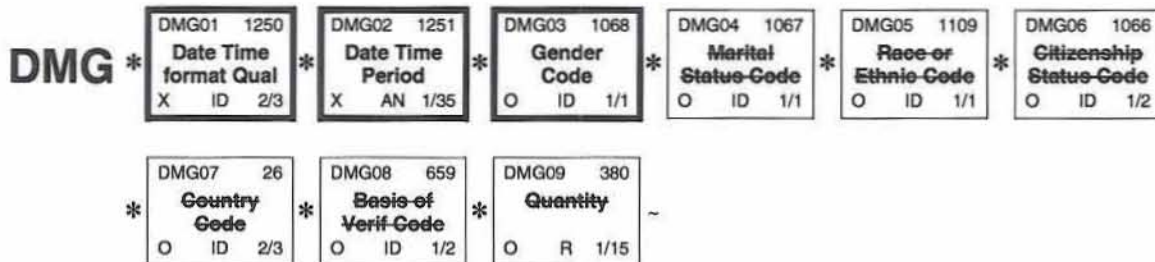 DMG01 1250 DMG02 1251 DMG03 1068 DMG04 1067 DMG05 1109 DMG06 1066
DMG * Date Time * Date Time * Gender * Marital * Race or * Citizenship
format Qual Period Code Status Code Ethnic Code Status Code
X ID 2/3 X AN 1/35 O ID 1/1 O ID 1/1 O ID 1/1 O ID 1/2
DMG07 26 DMG08 659 DMG09 380
* Country * Basis of * Quantity ~
Code Verif Code
O ID 2/3 O ID 1/2 O R 1/15